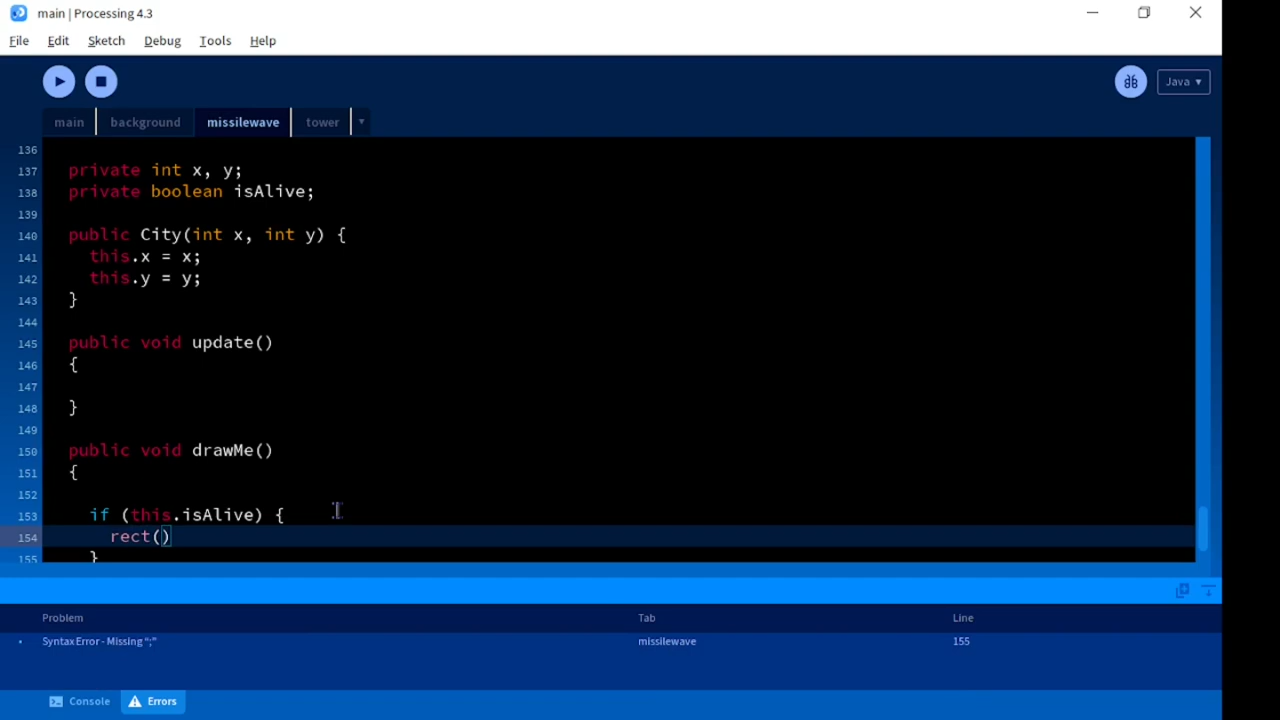 main | Processing 4.3
File Edit Sketch Debug Tools Help
Java ▾
main background missilewave tower ▾
136
137 private int x, y;
138 private boolean isAlive;
139
140 public City(int x, int y) {
141 this.x = x;
142 this.y = y;
143 }
144
145 public void update()
146 {
147
148 }
149
150 public void drawMe()
151 {
152
153 if (this.isAlive) {
154 rect()
155 }
Problem Tab Line
• Syntax Error - Missing “;” missilewave 155
Console Errors